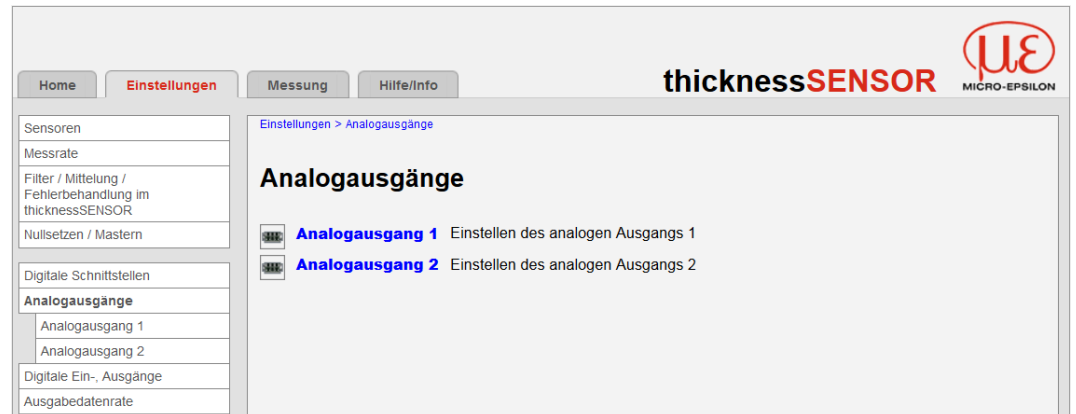 Home
Einstellungen
Messung
Hilfe/Info
thicknessSENSOR
με
MICRO-EPSILON
Sensoren
Messrate
Filter / Mittelung /
Fehlerbehandlung im
thicknessSENSOR
Nullsetzen / Mastern
Digitale Schnittstellen
Analogausgänge
Analogausgang 1
Analogausgang 2
Digitale Ein-, Ausgänge
Ausgabedatenrate
Einstellungen > Analogausgänge
Analogausgänge
Analogausgang 1 Einstellen des analogen Ausgangs 1
Analogausgang 2 Einstellen des analogen Ausgangs 2